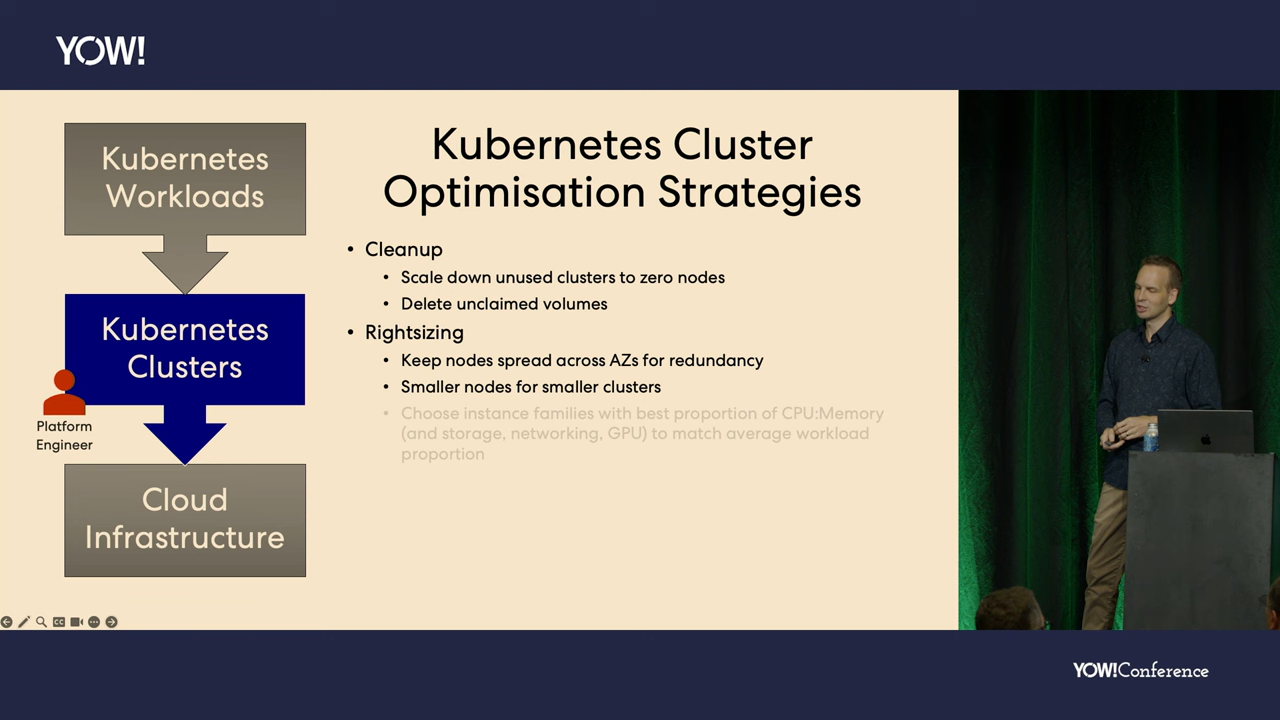 YOW!
Kubernetes
Workloads
Kubernetes
Clusters
Platform
Engineer
Cloud
Infrastructure
Kubernetes Cluster
Optimisation Strategies
• Cleanup
• Scale down unused clusters to zero nodes
• Delete unclaimed volumes
• Rightsizing
• Keep nodes spread across AZs for redundancy
• Smaller nodes for smaller clusters
• Choose instance families with best proportion of CPU:Memory
(and storage, networking, GPU) to match average workload
proportion
CC
YOW!Conference